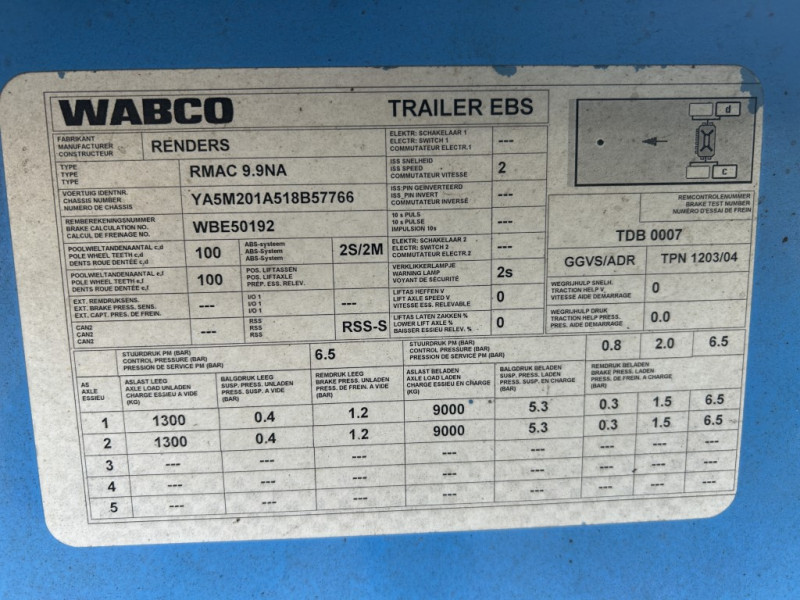 WABCO
TRAILER EBS
FABRIKANT
MANUFACTURER
CONSTRUCTEUR
RENDERS
TYPE
TYPE
TYPE
RMAC 9.9NA
VOERTUIG IDENTNR.
CHASSIS NUMBER
NUMÉRO DE CHÂSSIS
YA5M201A518B57766
REMBEREKENINGSNUMMER
BRAKE CALCULATION NO.
CALCUL DE FREINAGE NO.
WBE50192
POOLWIELTANDENAANTAL c,d
POLE WHEEL TEETH c,d
DENTS ROUE DENTÉE c,d
100
ABS-systeem
ABS-System
ABS-System
2S/2M
POOLWIELTANDENAANTAL e,f
POLE WHEEL TEETH e,f
DENTS ROUE DENTÉE e,f
100
POS. LIFTASSEN
POS. LIFTAXLE
PRÉP. ESS. RELEV.
EXT. REMDRUKSENS.
EXT. BRAKE PRESS. SENS.
EXT. CAPT. PRES. DE FREIN.
---
I/O 1
I/O 1
I/O 1
---
CAN2
CAN2
CAN2
---
RSS
RSS
RSS
RSS-S
ELEKTR: SCHAKELAAR 1
ELECTR: SWITCH 1
COMMUTATEUR ELECTR.1
---
ISS SNELHEID
ISS SPEED
COMMUTATEUR VITESSE
2
ISS:PIN GEÏNVERTEERD
ISS_PIN INVERT
COMMUTATEUR INVERSÉ
---
10 s PULS
10 s PULSE
IMPULSION 10s
---
ELEKTR: SCHAKELAAR 2
ELECTR: SWITCH 2
COMMUTATEUR ELECTR.2
---
VERKLIKKERLAMPJE
WARNING LAMP
VOYANT DE SÉCURITÉ
2s
LIFTAS HEFFEN V
LIFT AXLE SPEED V
VITESSE ESS. RELEVABLE
0
LIFTAS LATEN ZAKKEN %
LOWER LIFT AXLE %
BAISSER ESSIEU RELEV. %
0
d
c
REMCONTROLENUMMER
BRAKE TEST NUMBER
NUMÉRO D'ESSAI DE FREIN
TDB 0007
GGVS/ADR
TPN 1203/04
WEGRIJHULP SNELH.
TRACTION HELP V
VITESSE AIDE DEMARRAGE
0
WEGRIJHULP DRUK
TRACTION HELP PRESS.
PRES. AIDE DEMARRAGE
0.0
STUURDRUK PM (BAR)
CONTROL PRESSURE (BAR)
PRESSION DE SERVICE PM (BAR)
6.5
STUURDRUK PM (BAR)
CONTROL PRESSURE (BAR)
PRESSION DE SERVICE PM (BAR)
0.8 2.0 6.5
AS
AXLE
ESSIEU
ASLAST LEEG
AXLE LOAD UNLADEN
CHARGE ESSIEU A VIDE
(KG)
BALGDRUK LEEG
SUSP. PRESS. UNLADEN
PRESS. SUSP. A VIDE
(BAR)
REMDRUK LEEG
BRAKE PRESS. UNLADEN
PRESS. DE FREIN. A VIDE
(BAR)
ASLAST BELADEN
AXLE LOAD LADEN
CHARGE ESSIEU EN CHARGE
(KG)
BALGDRUK BELADEN
SUSP. PRESS. LADEN
PRESS. SUSP. EN CHARGE
(BAR)
REMDRUK BELADEN
BRAKE PRESS. LADEN
PRESS. DE FREIN. A CHARGE
(BAR)
1 1300 0.4 1.2 9000 5.3 0.3 1.5 6.5
2 1300 0.4 1.2 9000 5.3 0.3 1.5 6.5
3 --- --- --- --- --- --- --- ---
4 --- --- --- --- --- --- --- ---
5 --- --- --- --- --- --- --- ---